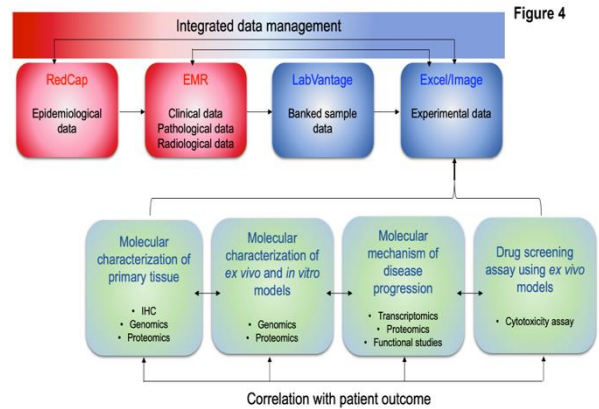 Figure 4
Integrated data management
RedCap
Epidemiological
data
EMR
Clinical data
Pathological data
Radiological data
LabVantage
Banked sample
data
Excel/Image
Experimental data
Molecular
characterization of
primary tissue
• IHC
• Genomics
• Proteomics
Molecular
characterization of
ex vivo and in vitro
models
• Genomics
• Proteomics
Molecular
mechanism of
disease
progression
• Transcriptomics
• Proteomics
• Functional studies
Drug screening
assay using ex vivo
models
• Cytotoxicity assay
Correlation with patient outcome